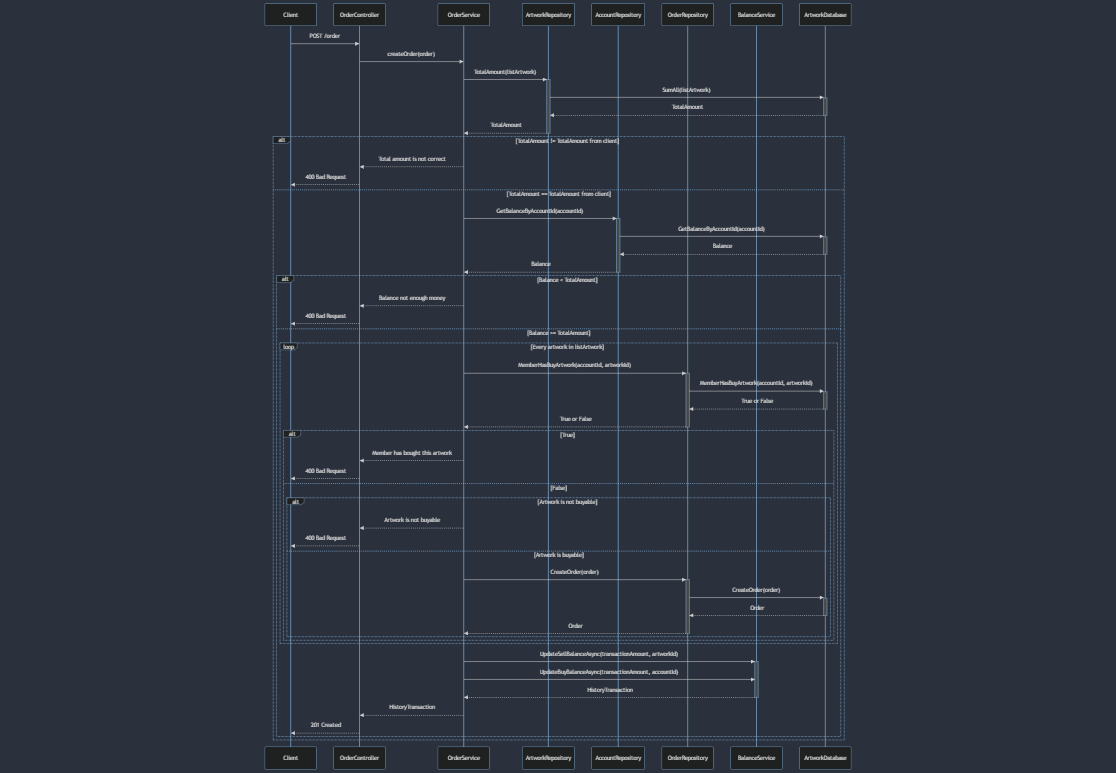 Client OrderController OrderService ArtworkRepository AccountRepository OrderRepository BalanceService ArtworkDatabase
POST /order
createOrder(order)
TotalAmount(listArtwork)
SumAll(listArtwork)
TotalAmount
TotalAmount
alt [TotalAmount != TotalAmount from client]
Total amount is not correct
400 Bad Request
[TotalAmount == TotalAmount from client]
GetBalanceByAccountId(accountId)
GetBalanceByAccountId(accountId)
Balance
Balance
alt [Balance < TotalAmount]
Balance not enough money
400 Bad Request
[Balance >= TotalAmount]
loop [Every artwork in listArtwork]
MemberHasBuyArtwork(accountId, artworkId)
MemberHasBuyArtwork(accountId, artworkId)
True or False
True or False
alt [True]
Member has bought this artwork
400 Bad Request
[False]
alt [Artwork is not buyable]
Artwork is not buyable
400 Bad Request
[Artwork is buyable]
CreateOrder(order)
CreateOrder(order)
Order
Order
UpdateSellBalanceAsync(transactionAmount, artworkId)
UpdateBuyBalanceAsync(transactionAmount, accountId)
HistoryTransaction
HistoryTransaction
201 Created
Client OrderController OrderService ArtworkRepository AccountRepository OrderRepository BalanceService ArtworkDatabase